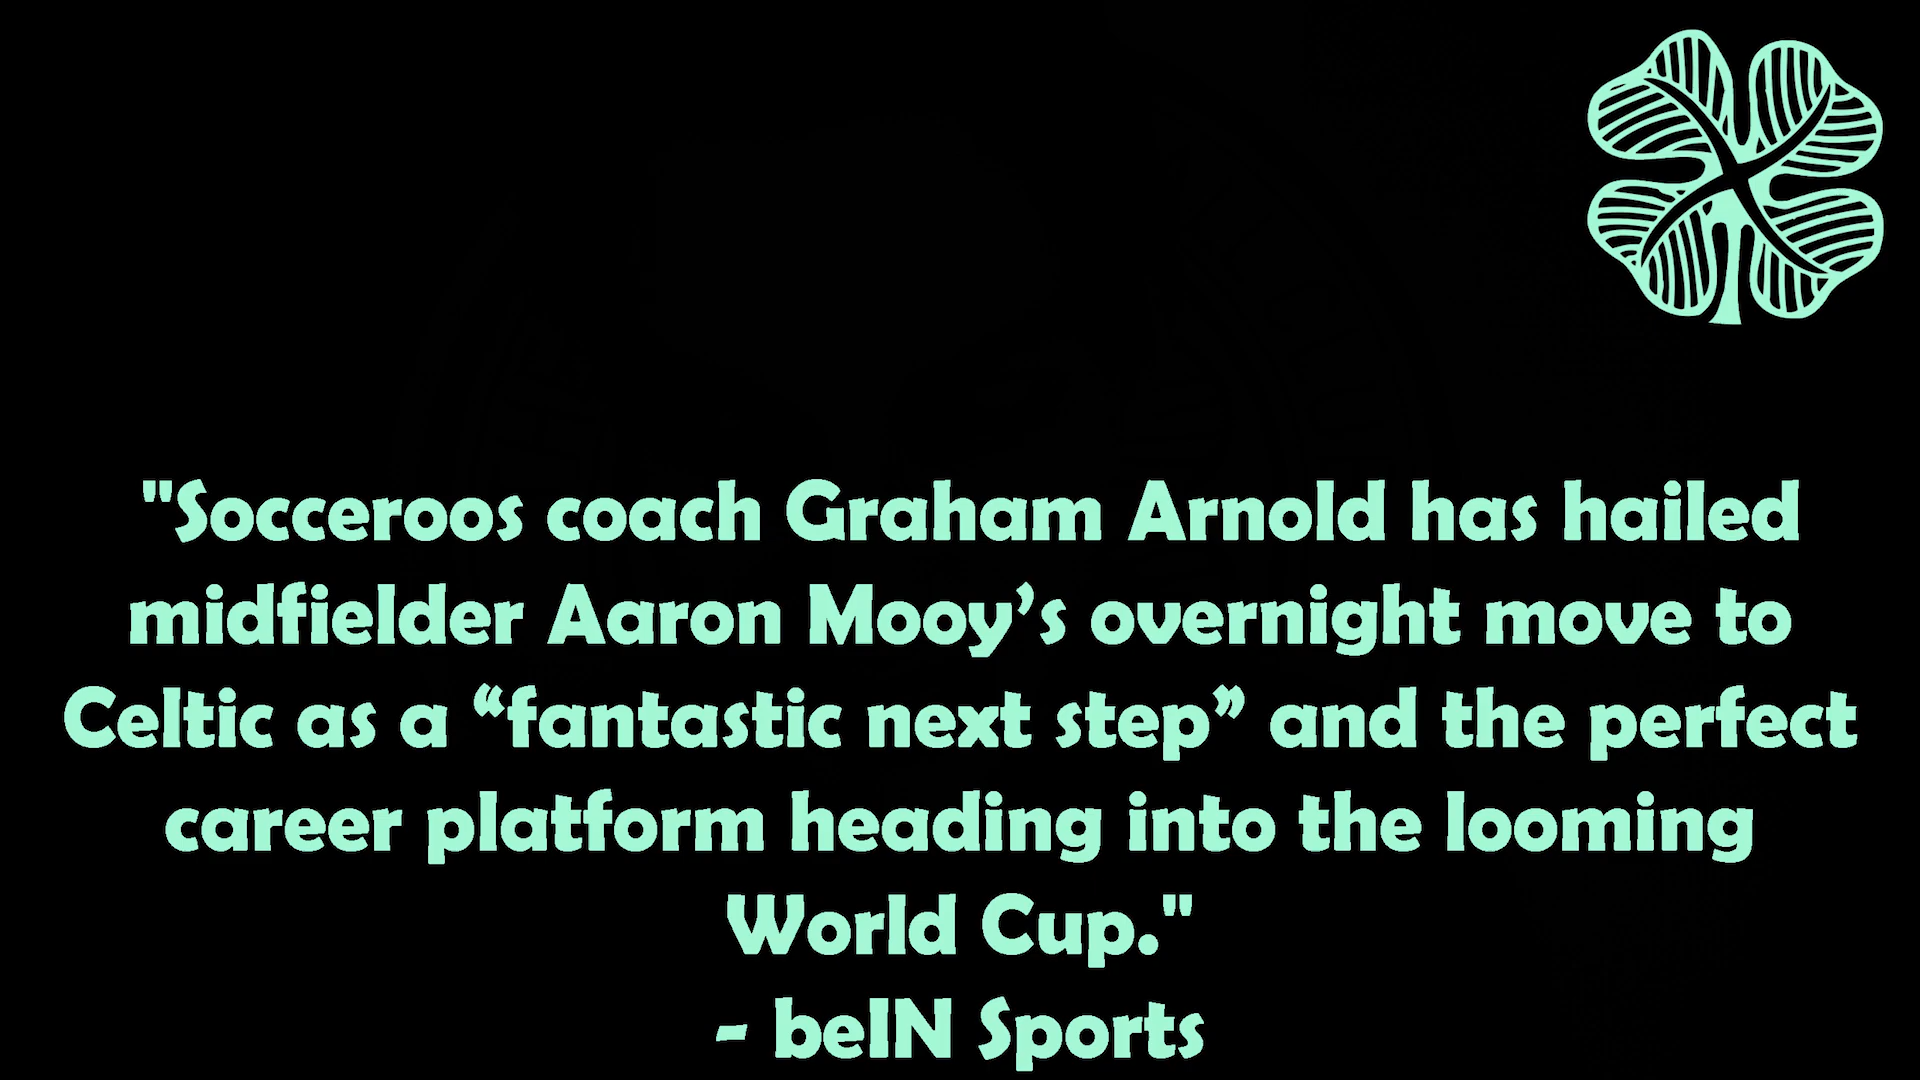 "Socceroos coach Graham Arnold has hailed
midfielder Aaron Mooy’s overnight move to
Celtic as a “fantastic next step” and the perfect
career platform heading into the looming
World Cup."
- beIN Sports